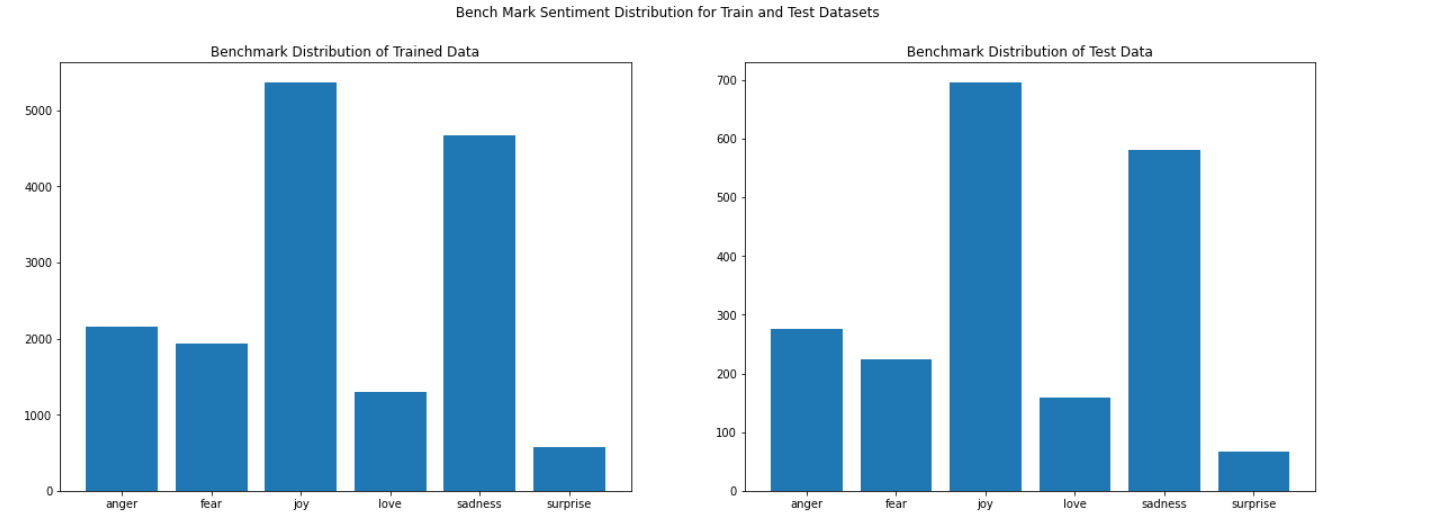 Bench Mark Sentiment Distribution for Train and Test Datasets
Benchmark Distribution of Trained Data
5000
4000
3000
2000
1000
0
anger fear joy love sadness surprise
Benchmark Distribution of Test Data
700
600
500
400
300
200
100
0
anger fear joy love sadness surprise